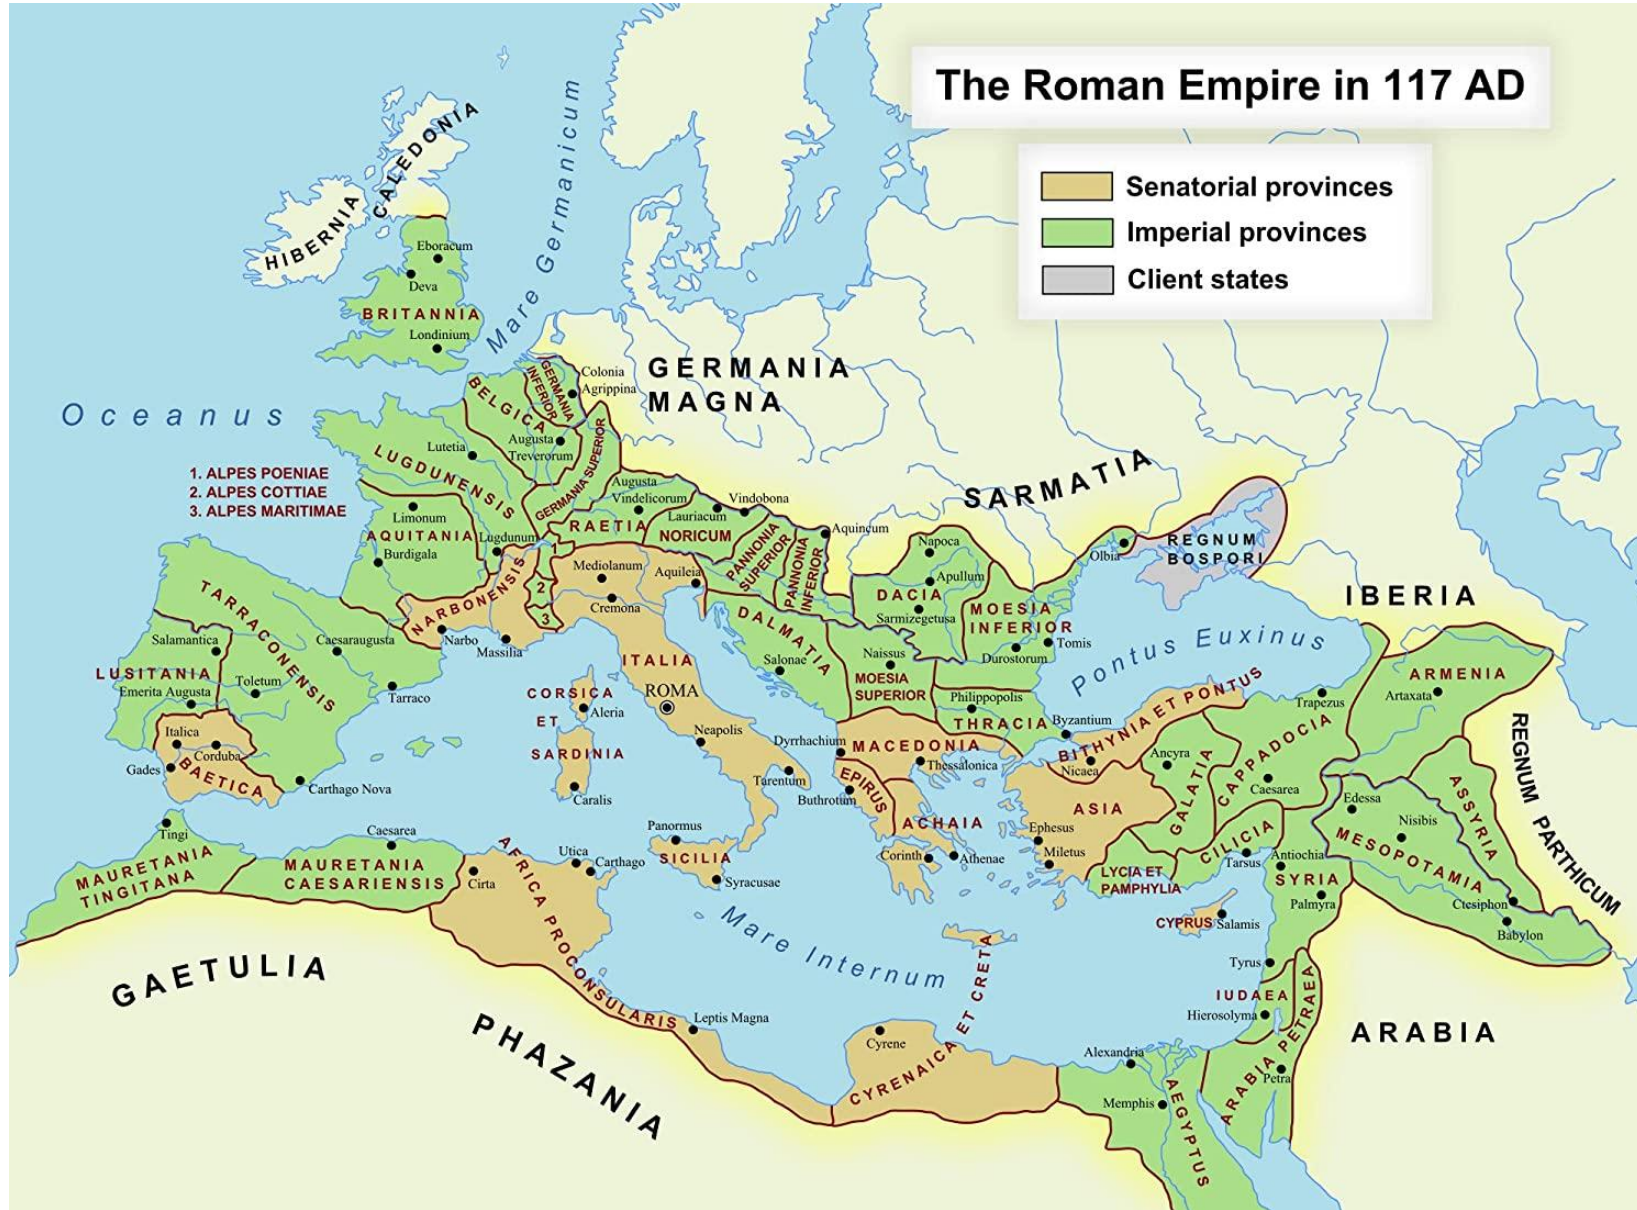 The Roman Empire in 117 AD
Senatorial provinces
Imperial provinces
Client states
CALEDONIA
HIBERNIA
Mare Germanicum
Oceanus
Eboracum
Deva
BRITANNIA
Londinium
GERMANIA
MAGNA
SARMATIA
1. ALPES POENIAE
2. ALPES COTTIAE
3. ALPES MARITIMAE
GERMANIA
INFERIOR
Colonia
Agrippina
BELGICA
Augusta
Treverorum
Lutetia
LUGDUNENSIS
GERMANIA SUPERIOR
Limonum
AQUITANIA
Burdigala
Lugdunum
Augusta
Vindelicorum
RAETIA
Lauriacum
NORICUM
Vindobona
PANNONIA
SUPERIOR
PANNONIA
INFERIOR
Aquincum
1
2
3
NARBONENSIS
Narbo
Massilia
Mediolanum
Cremona
Aquileia
ITALIA
ROMA
Neapolis
Tarentum
CORSICA
ET
SARDINIA
Aleria
Caralis
TARRACONENSIS
Salamantica
Caesaraugusta
LUSITANIA
Emerita Augusta
Toletum
Tarraco
Italica
Corduba
Gades
BAETICA
Carthago Nova
DALMATIA
Salonae
Napoca
Apullum
DACIA
Sarmizegetusa
MOESIA
INFERIOR
Tomis
Durostorum
Naissus
MOESIA
SUPERIOR
Philippopolis
THRACIA
Byzantium
Olbia
REGNUM
BOSPORI
IBERIA
Pontus Euxinus
Dyrrhachium
MACEDONIA
Thessalonica
EPIRUS
Buthrotum
ACHAIA
Corinth
Athenae
BITHYNIA ET PONTUS
Nicaea
Ancyra
Trapezus
ASIA
Ephesus
Miletus
GALATIA
CAPPADOCIA
Caesarea
LYCIA ET
PAMPHYLIA
CILICIA
Tarsus
ARMENIA
Artaxata
REGNUM PARTHICUM
ASSYRIA
Edessa
Nisibis
MESOPOTAMIA
Ctesiphon
Babylon
Antiochia
SYRIA
Palmyra
CYPRUS
Salamis
Tyrus
IUDAEA
Hierosolyma
ARABIA PETRAEA
Petra
ARABIA
Tingi
MAURETANIA
TINGITANA
Caesarea
MAURETANIA
CAESARIENSIS
Cirta
Utica
Carthago
AFRICA PROCONSULARIS
Panormus
SICILIA
Syracusae
Mare Internum
Leptis Magna
Cyrene
CYRENAICA ET CRETA
Alexandria
Memphis
AEGYPTUS
GAETULIA
PHAZANIA